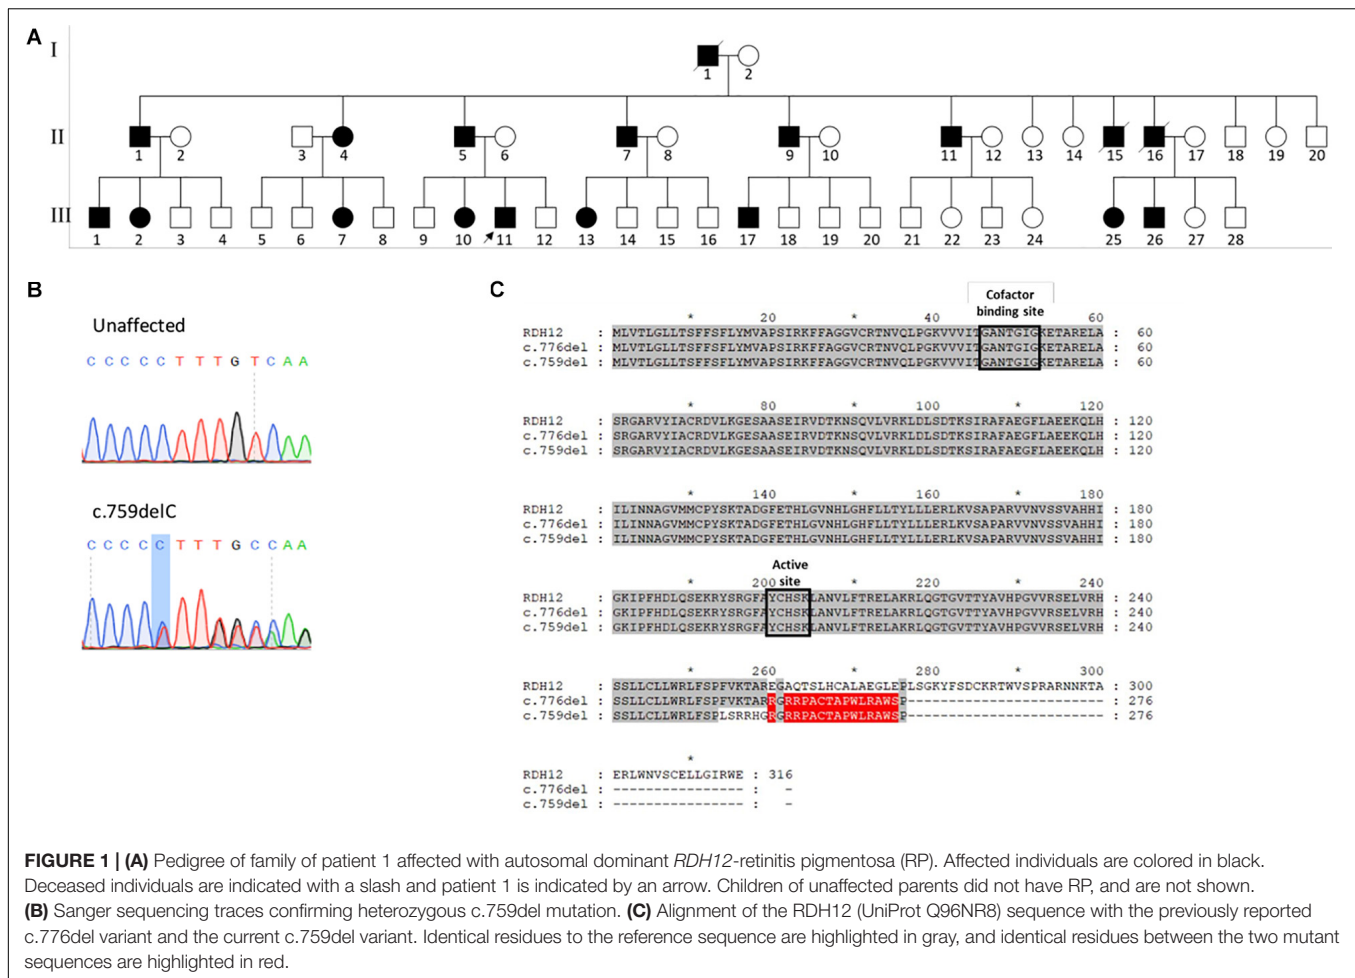 A
I
1 2
II
1 2 3 4 5 6 7 8 9 10 11 12 13 14 15 16 17 18 19 20
III
1 2 3 4 5 6 7 8 9 10 11 12 13 14 15 16 17 18 19 20 21 22 23 24 25 26 27 28
B
Unaffected
C C C C C T T T G T C A A
c.759delC
C C C C C T T T G C C A A
C
Cofactor
binding site
* 20 * 40 * 60
RDH12 : MLVTLGLLTSFFSFLYMVAPSIRKFFAGGVCRTNVQLPGKVVVITGANTGIGKETARELA : 60
c.776del : MLVTLGLLTSFFSFLYMVAPSIRKFFAGGVCRTNVQLPGKVVVITGANTGIGKETARELA : 60
c.759del : MLVTLGLLTSFFSFLYMVAPSIRKFFAGGVCRTNVQLPGKVVVITGANTGIGKETARELA : 60
* 80 * 100 * 120
RDH12 : SRGARVYIACRDVLKGESAASEIRVDTKNSQVLVRKLDLSDTKSIRAFAEGFLAEEKQLH : 120
c.776del : SRGARVYIACRDVLKGESAASEIRVDTKNSQVLVRKLDLSDTKSIRAFAEGFLAEEKQLH : 120
c.759del : SRGARVYIACRDVLKGESAASEIRVDTKNSQVLVRKLDLSDTKSIRAFAEGFLAEEKQLH : 120
* 140 * 160 * 180
RDH12 : ILINNAGVMMCPYSKTADGFETHLGVNHLGHFLLTYLLLERLKVSAPARVVNVSSVAHHI : 180
c.776del : ILINNAGVMMCPYSKTADGFETHLGVNHLGHFLLTYLLLERLKVSAPARVVNVSSVAHHI : 180
c.759del : ILINNAGVMMCPYSKTADGFETHLGVNHLGHFLLTYLLLERLKVSAPARVVNVSSVAHHI : 180
Active
site
* 200 * 220 * 240
RDH12 : GKIPFHDLQSEKRYSRGFAYCHSKLANVLFTRELAKRLQGTGVTTYAVHPGVVRSELVRH : 240
c.776del : GKIPFHDLQSEKRYSRGFAYCHSKLANVLFTRELAKRLQGTGVTTYAVHPGVVRSELVRH : 240
c.759del : GKIPFHDLQSEKRYSRGFAYCHSKLANVLFTRELAKRLQGTGVTTYAVHPGVVRSELVRH : 240
* 260 * 280 * 300
RDH12 : SSLLCLLWRLFSPFVKTAREGAQTSLHCALAEGLEPLSGKYFSDCKRTWVSPRARNNKTA : 300
c.776del : SSLLCLLWRLFSPFVKTARRGRRPACTAPWLRAWSP------------------------ : 276
c.759del : SSLLCLLWRLFSPLSRRHGRGRRPACTAPWLRAWSP------------------------ : 276
*
RDH12 : ERLWNVSCELLGIRWE : 316
c.776del : ---------------- : -
c.759del : ---------------- : -
FIGURE 1 | (A) Pedigree of family of patient 1 affected with autosomal dominant RDH12-retinitis pigmentosa (RP). Affected individuals are colored in black.
Deceased individuals are indicated with a slash and patient 1 is indicated by an arrow. Children of unaffected parents did not have RP, and are not shown.
(B) Sanger sequencing traces confirming heterozygous c.759del mutation. (C) Alignment of the RDH12 (UniProt Q96NR8) sequence with the previously reported
c.776del variant and the current c.759del variant. Identical residues to the reference sequence are highlighted in gray, and identical residues between the two mutant
sequences are highlighted in red.